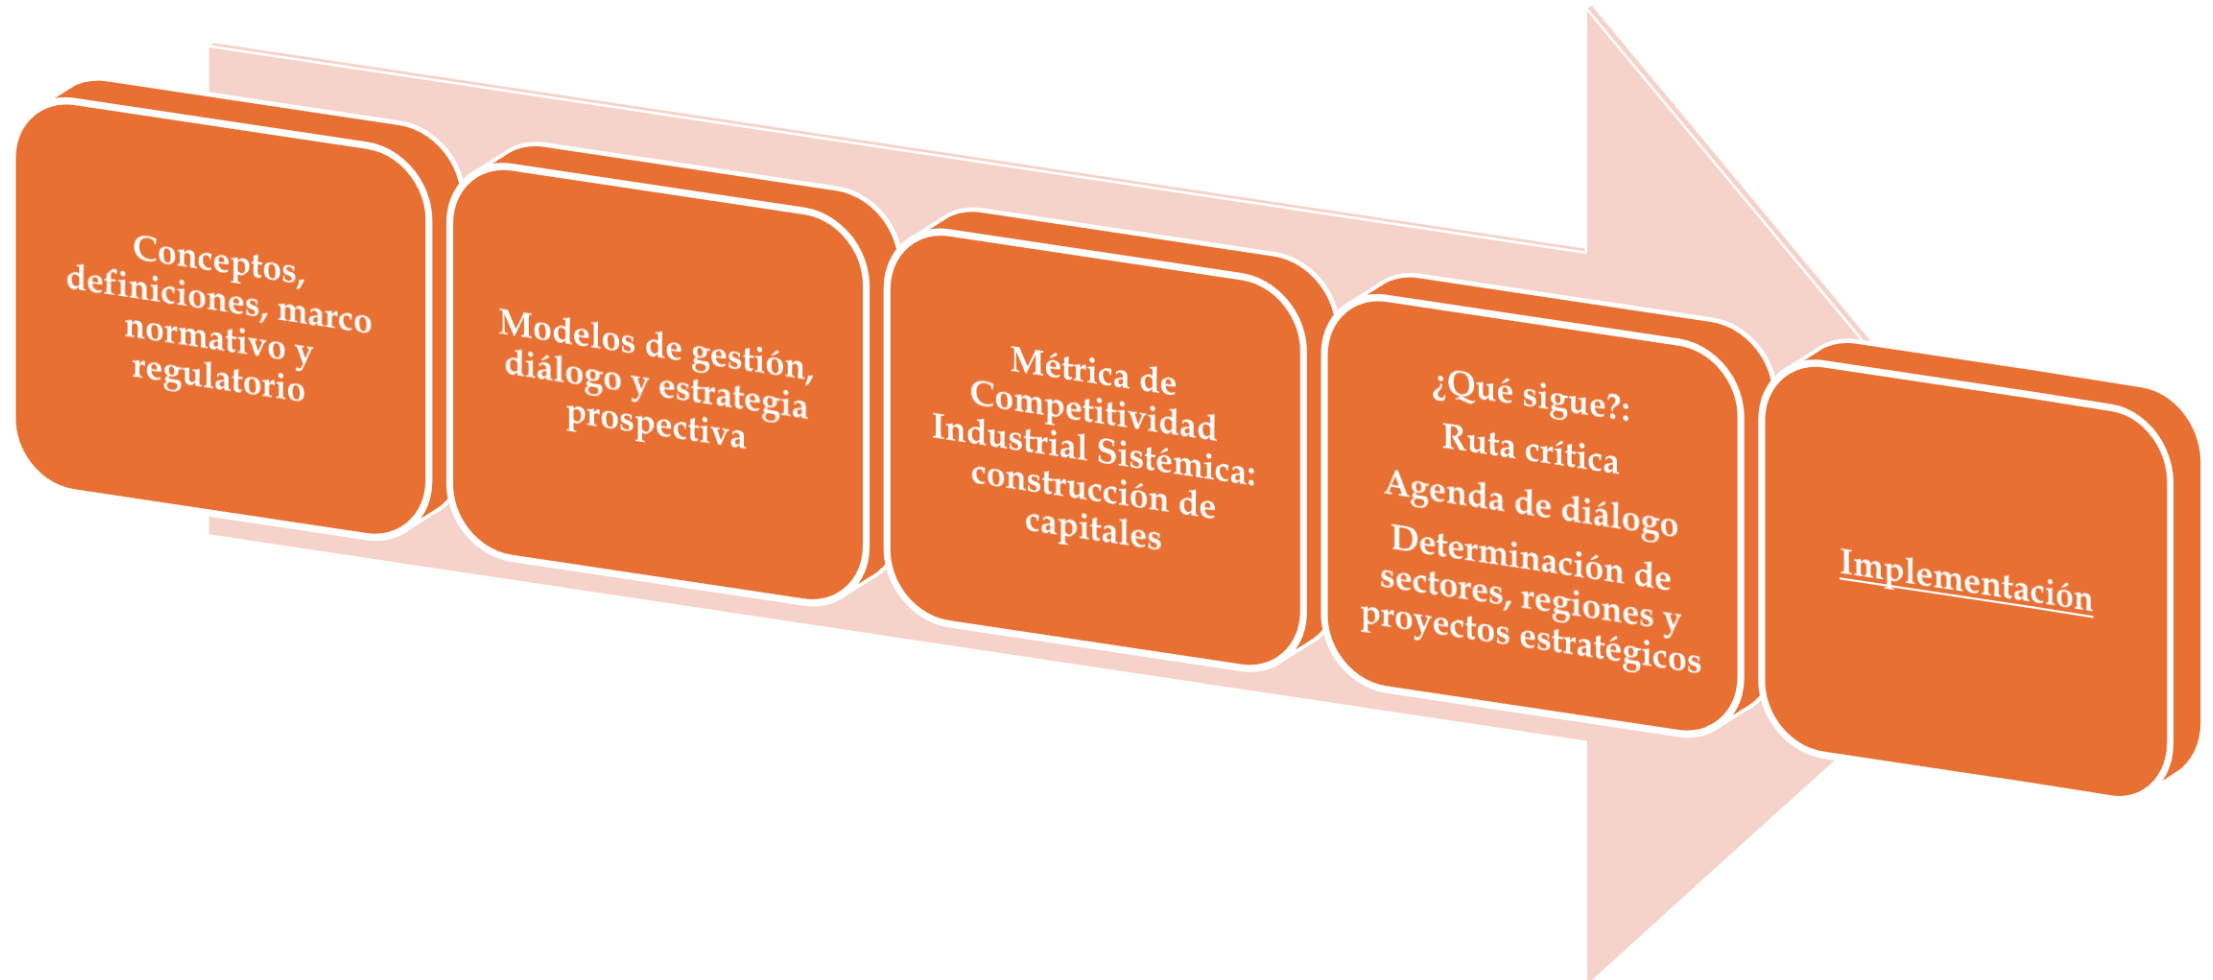 Conceptos,
definiciones, marco
normativo y
regulatorio
Modelos de gestión,
diálogo y estrategia
prospectiva
Métrica de
Competitividad
Industrial Sistémica:
construcción de
capitales
¿Qué sigue?:
Ruta crítica
Agenda de diálogo
Determinación de
sectores, regiones y
proyectos estratégicos
Implementación